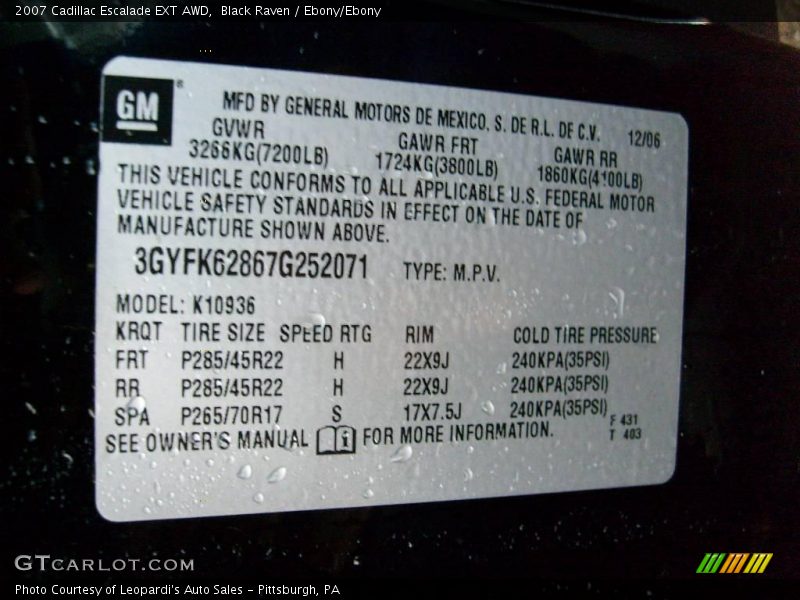 2007 Cadillac Escalade EXT AWD, Black Raven / Ebony/Ebony
GM
MFD BY GENERAL MOTORS DE MEXICO, S. DE R.L. DE C.V. 12/06
GVWR GAWR FRT GAWR RR
3266KG(7200LB) 1724KG(3800LB) 1860KG(4100LB)
THIS VEHICLE CONFORMS TO ALL APPLICABLE U.S. FEDERAL MOTOR
VEHICLE SAFETY STANDARDS IN EFFECT ON THE DATE OF
MANUFACTURE SHOWN ABOVE.
3GYFK62867G252071 TYPE: M.P.V.
MODEL: K10936
KRQT TIRE SIZE SPEED RTG RIM COLD TIRE PRESSURE
FRT P285/45R22 H 22X9J 240KPA(35PSI)
RR P285/45R22 H 22X9J 240KPA(35PSI)
SPA P265/70R17 S 17X7.5J 240KPA(35PSI)
SEE OWNER'S MANUAL FOR MORE INFORMATION.
F 431
T 403
GTCARLOT.COM
Photo Courtesy of Leopardi's Auto Sales - Pittsburgh, PA